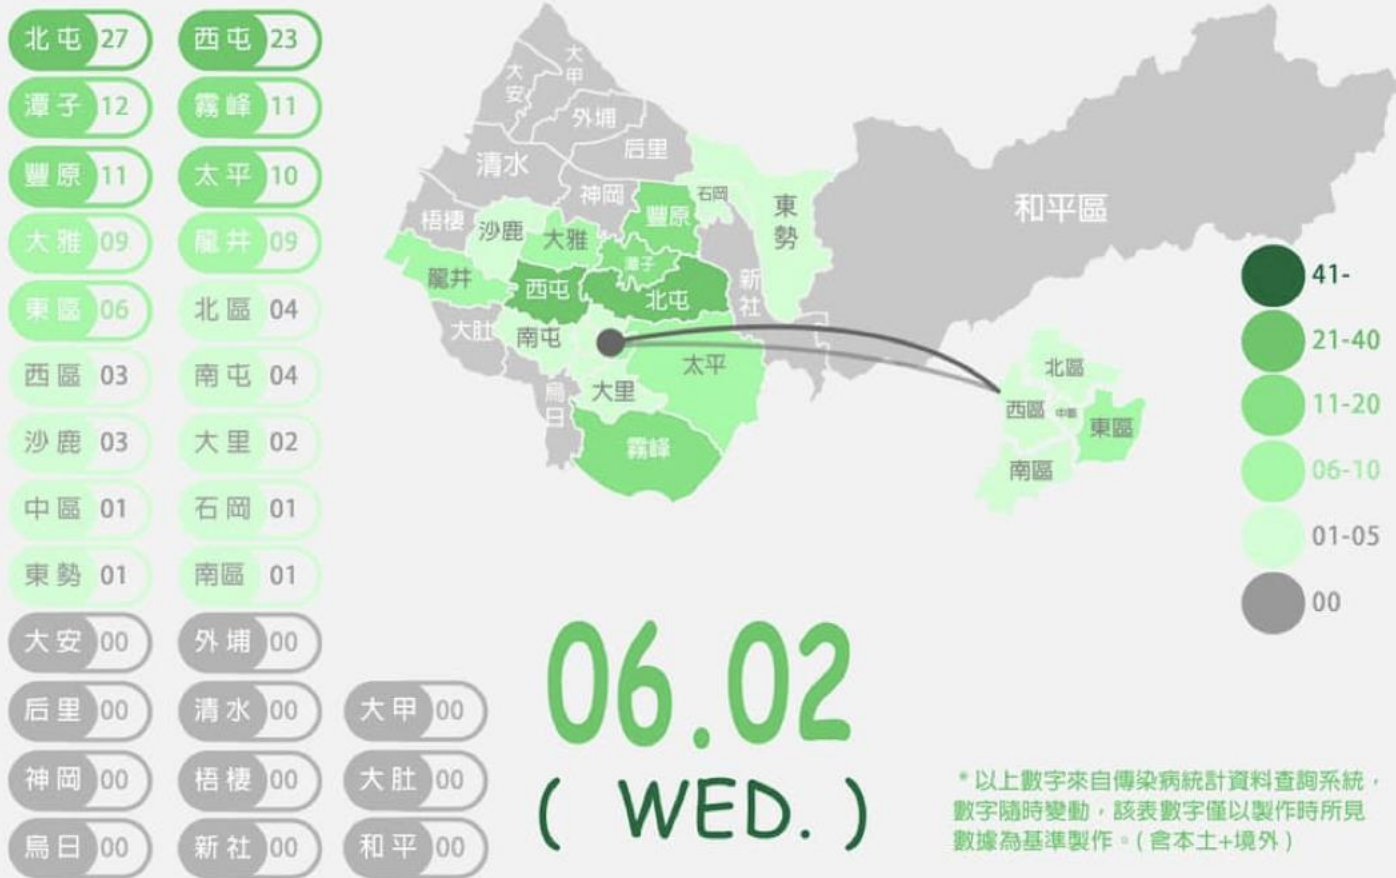 北屯 27 西屯 23
潭子 12 霧峰 11
豐原 11 太平 10
大雅 09 龍井 09
東區 06 北區 04
西區 03 南屯 04
沙鹿 03 大里 02
中區 01 石岡 01
東勢 01 南區 01
大安 00 外埔 00
后里 00 清水 00 大甲 00
神岡 00 梧棲 00 大肚 00
烏日 00 新社 00 和平 00
大甲
大安
外埔
后里
清水
神岡
石岡
東勢
和平區
梧棲
沙鹿
大雅
豐原
潭子
龍井
西屯
北屯
新社
大肚
南屯
太平
大里
烏日
霧峰
北區
西區
中區
東區
南區
41-
21-40
11-20
06-10
01-05
00
06.02
( WED. )
*以上數字來自傳染病統計資料查詢系統，
數字隨時變動，該表數字僅以製作時所見
數據為基準製作。(含本土+境外)